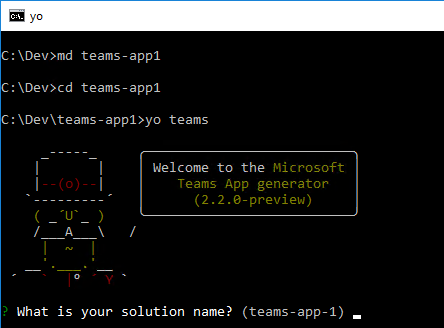 yo
C:\Dev>md teams-app1
C:\Dev>cd teams-app1
C:\Dev\teams-app1>yo teams
Welcome to the Microsoft
Teams App generator
(2.2.0-preview)
? What is your solution name? (teams-app-1)